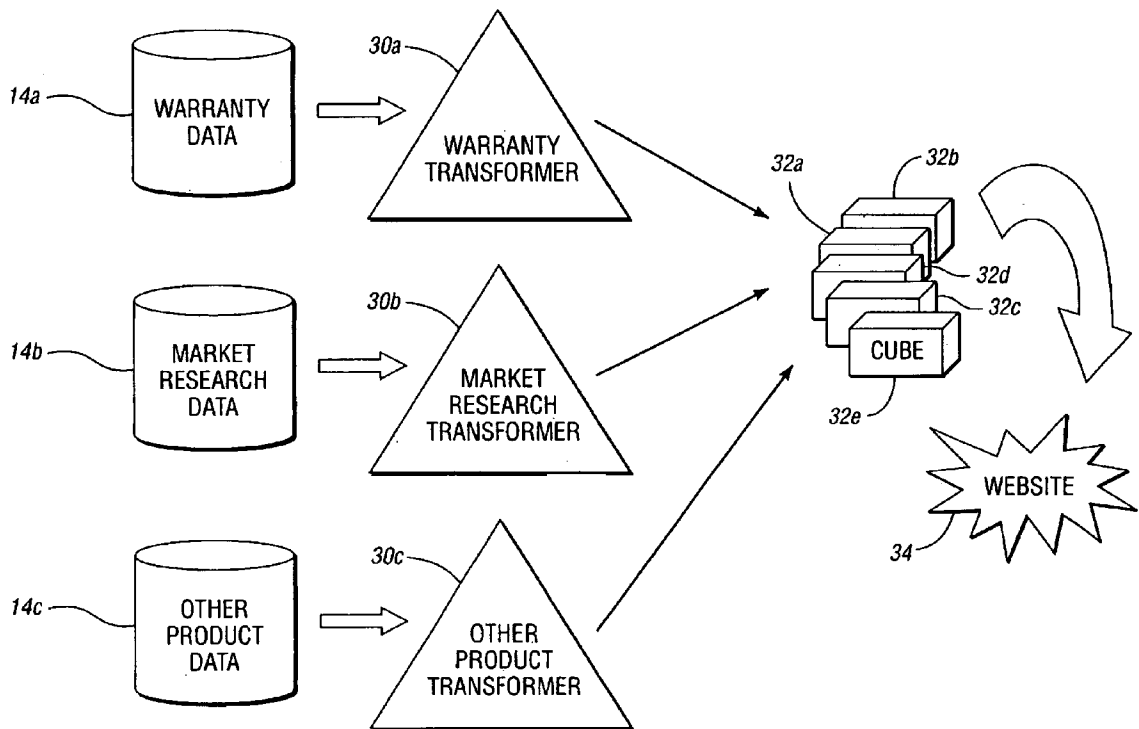 14a
WARRANTY
DATA
30a
WARRANTY
TRANSFORMER
14b
MARKET
RESEARCH
DATA
30b
MARKET
RESEARCH
TRANSFORMER
14c
OTHER
PRODUCT
DATA
30c
OTHER
PRODUCT
TRANSFORMER
32a
32b
32d
32c
CUBE
32e
WEBSITE
34